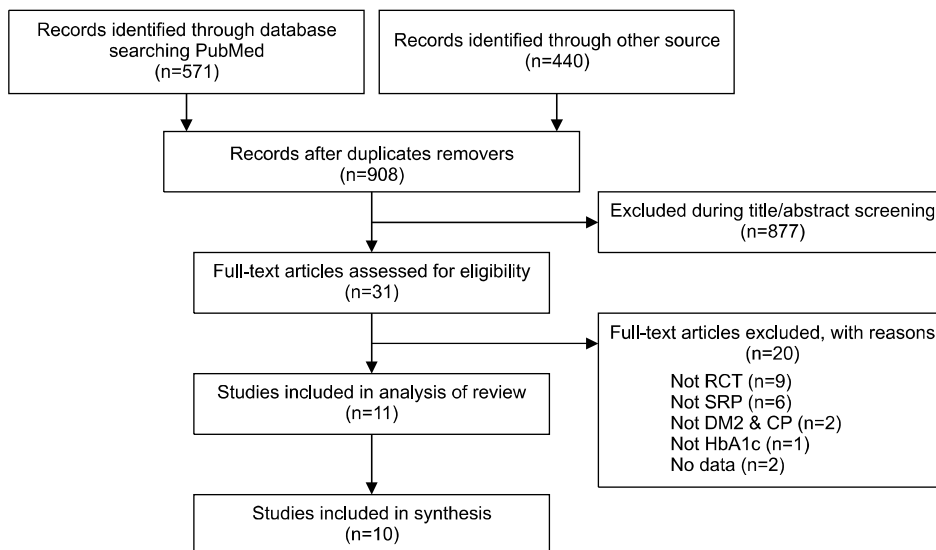 Records identified through database
searching PubMed
(n=571)
Records identified through other source
(n=440)
Records after duplicates removers
(n=908)
Excluded during title/abstract screening
(n=877)
Full-text articles assessed for eligibility
(n=31)
Full-text articles excluded, with reasons
(n=20)
Not RCT (n=9)
Not SRP (n=6)
Not DM2 & CP (n=2)
Not HbA1c (n=1)
No data (n=2)
Studies included in analysis of review
(n=11)
Studies included in synthesis
(n=10)